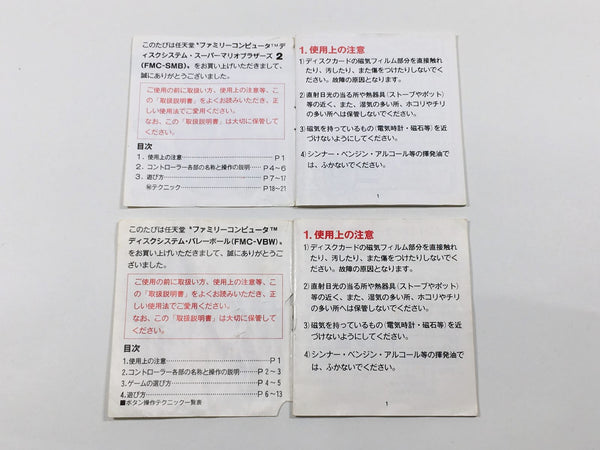 このたびは任天堂〝ファミリーコンピュータ™ディ
スクシステム・スーパーマリオブラザーズ 2
(FMC-SMB)〟をお買い上げいただきまして、
誠にありがとうございます。
ご使用の前に取扱い方、使用上の注意等、こ
の「取扱説明書」をよくお読みいただき、正
しい使用法でご愛用ください。
なお、この「取扱説明書」は大切に保管して
ください。
目次
1. 使用上の注意 P1
2. コントローラー各部の名称と操作の説明 P4~6
3. 遊び方 P7~17
㊙テクニック P18~21
1. 使用上の注意
1) ディスクカードの磁気フィルム部分を直接触れ
たり、汚したり、また傷をつけたりしないでく
ださい。故障の原因となります。
2) 直射日光の当る所や熱器具(ストーブやポット)
等の近く、また、湿気の多い所、ホコリやチリ
の多い所へは保管しないでください。
3) 磁気を持っているもの(電気時計・磁石等)を近
づけないようにしてください。
4) シンナー・ベンジン・アルコール等の揮発油で
は、ふかないでください。
1
このたびは任天堂〝ファミリーコンピュータ™
ディスクシステム・バレーボール(FMC-VBW)〟
をお買い上げいただきまして、誠にありがとうご
ざいました。
ご使用の前に取扱い方、使用上の注意等、こ
の「取扱説明書」をよくお読みいただき、正
しい使用法でご愛用ください。
なお、この「取扱説明書」は大切に保管して
ください。
目次
1.使用上の注意 P1
2.コントローラー各部の名称と操作の説明 P2~3
3.ゲームの選び方 P4~5
4.遊び方 P6~13
■ボタン操作テクニック一覧表
1. 使用上の注意
1) ディスクカードの磁気フィルム部分を直接触れ
たり、汚したり、また傷をつけたりしないでく
ださい。故障の原因となります。
2) 直射日光の当る所や熱器具(ストーブやポット)
等の近く、また、湿気の多い所、ホコリやチリ
の多い所へは保管しないでください。
3) 磁気を持っているもの(電気時計・磁石等)を近
づけないようにしてください。
4) シンナー・ベンジン・アルコール等の揮発油で
は、ふかないでください。
1